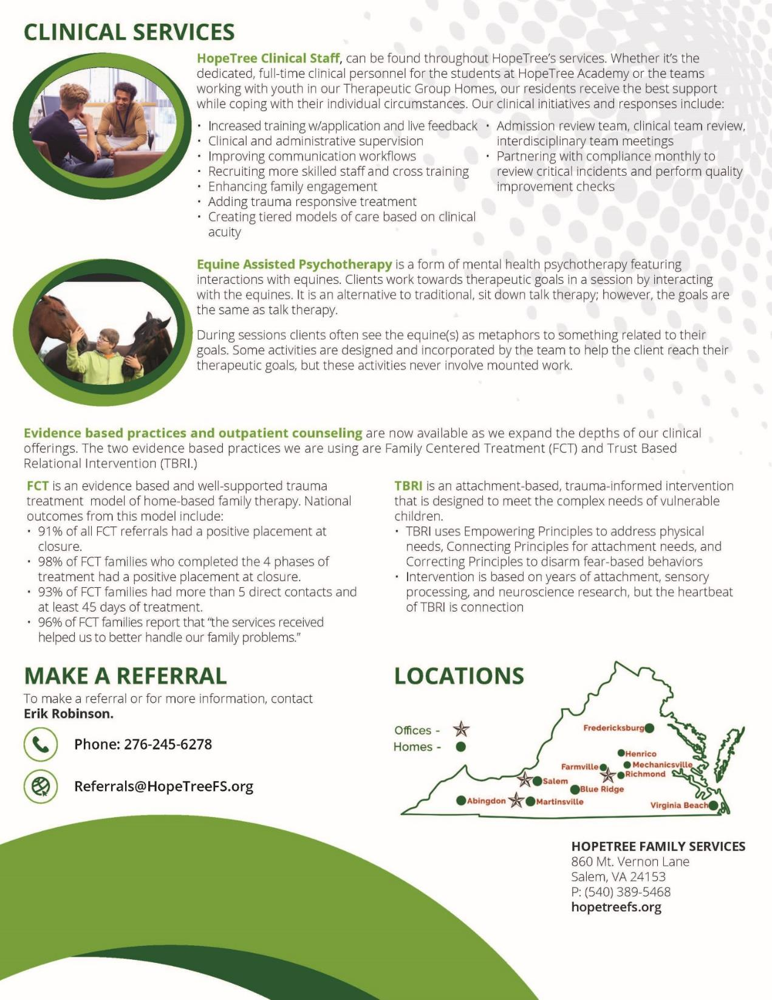 CLINICAL SERVICES
HopeTree Clinical Staff, can be found throughout HopeTree's services. Whether it's the
dedicated, full-time clinical personnel for the students at HopeTree Academy or the teams
working with youth in our Therapeutic Group Homes, our residents receive the best support
while coping with their individual circumstances. Our clinical initiatives and responses include:
• Increased training w/application and live feedback
• Clinical and administrative supervision
• Improving communication workflows
• Recruiting more skilled staff and cross training
• Enhancing family engagement
• Adding trauma responsive treatment
• Creating tiered models of care based on clinical
acuity
• Admission review team, clinical team review,
interdisciplinary team meetings
• Partnering with compliance monthly to
review critical incidents and perform quality
improvement checks
Equine Assisted Psychotherapy is a form of mental health psychotherapy featuring
interactions with equines. Clients work towards therapeutic goals in a session by interacting
with the equines. It is an alternative to traditional, sit down talk therapy; however, the goals are
the same as talk therapy.
During sessions clients often see the equine(s) as metaphors to something related to their
goals. Some activities are designed and incorporated by the team to help the client reach their
therapeutic goals, but these activities never involve mounted work.
Evidence based practices and outpatient counseling are now available as we expand the depths of our clinical
offerings. The two evidence based practices we are using are Family Centered Treatment (FCT) and Trust Based
Relational Intervention (TBRI.)
FCT is an evidence based and well-supported trauma
treatment model of home-based family therapy. National
outcomes from this model include:
• 91% of all FCT referrals had a positive placement at
closure.
• 98% of FCT families who completed the 4 phases of
treatment had a positive placement at closure.
• 93% of FCT families had more than 5 direct contacts and
at least 45 days of treatment.
• 96% of FCT families report that “the services received
helped us to better handle our family problems.”
TBRI is an attachment-based, trauma-informed intervention
that is designed to meet the complex needs of vulnerable
children.
• TBRI uses Empowering Principles to address physical
needs, Connecting Principles for attachment needs, and
Correcting Principles to disarm fear-based behaviors
• Intervention is based on years of attachment, sensory
processing, and neuroscience research, but the heartbeat
of TBRI is connection
MAKE A REFERRAL
To make a referral or for more information, contact
Erik Robinson.
Phone: 276-245-6278
Referrals@HopeTreeFS.org
LOCATIONS
Offices -
Homes -
Fredericksburg
Henrico
Mechanicsville
Farmville
Richmond
Salem
Blue Ridge
Abingdon
Martinsville
Virginia Beach
HOPETREE FAMILY SERVICES
860 Mt. Vernon Lane
Salem, VA 24153
P: (540) 389-5468
hopetreefs.org